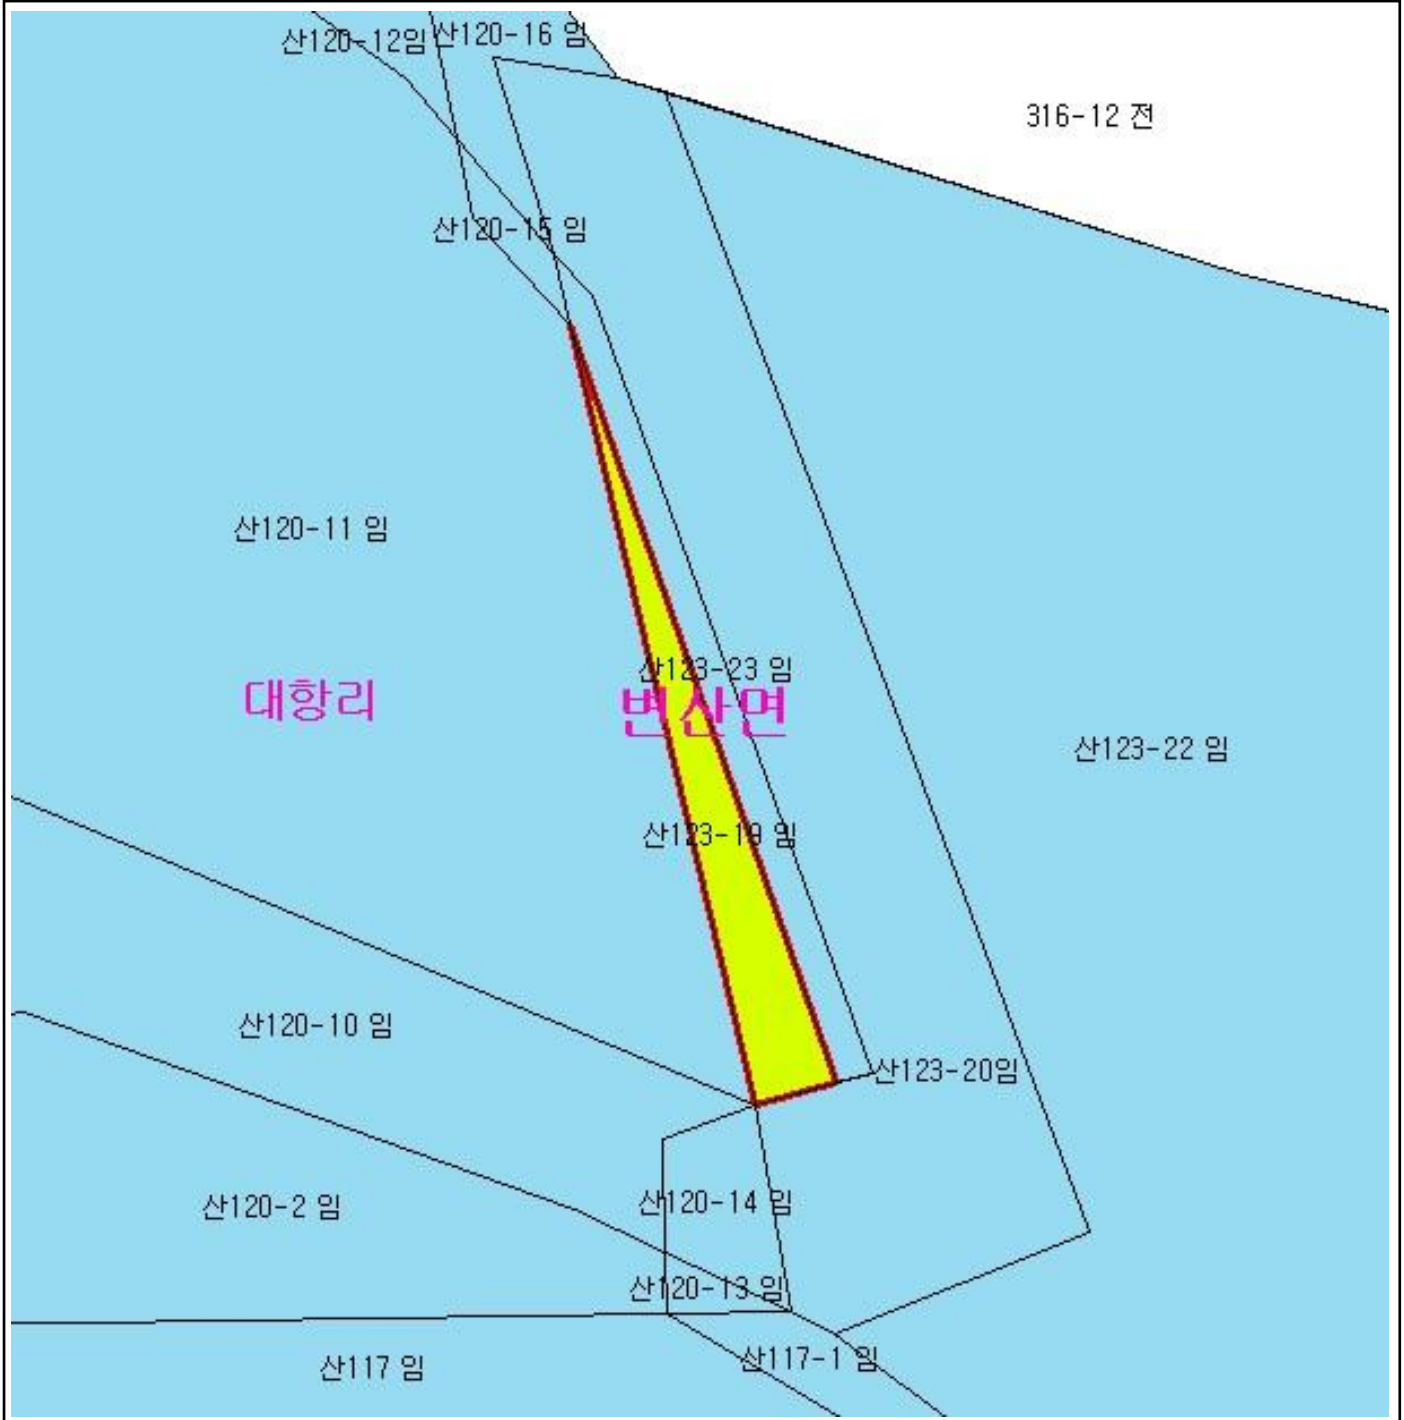 산120-12임
산120-16 임
316-12 전
산120-15 임
산120-11 임
산123-23 임
대항리
변산면
산123-22 임
산123-19 임
산120-10 임
산123-20임
산120-2 임
산120-14 임
산120-13 임
산117 임
산117-1 임